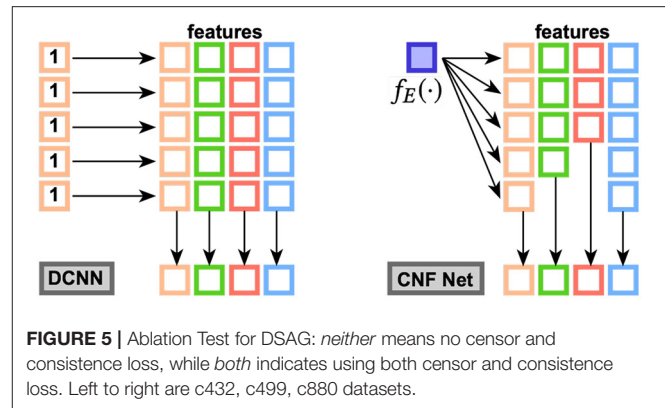 features
features
1
1
1
1
1
f_E(·)
DCNN
CNF Net
FIGURE 5 | Ablation Test for DSAG: neither means no censor and
consistence loss, while both indicates using both censor and consistence
loss. Left to right are c432, c499, c880 datasets.